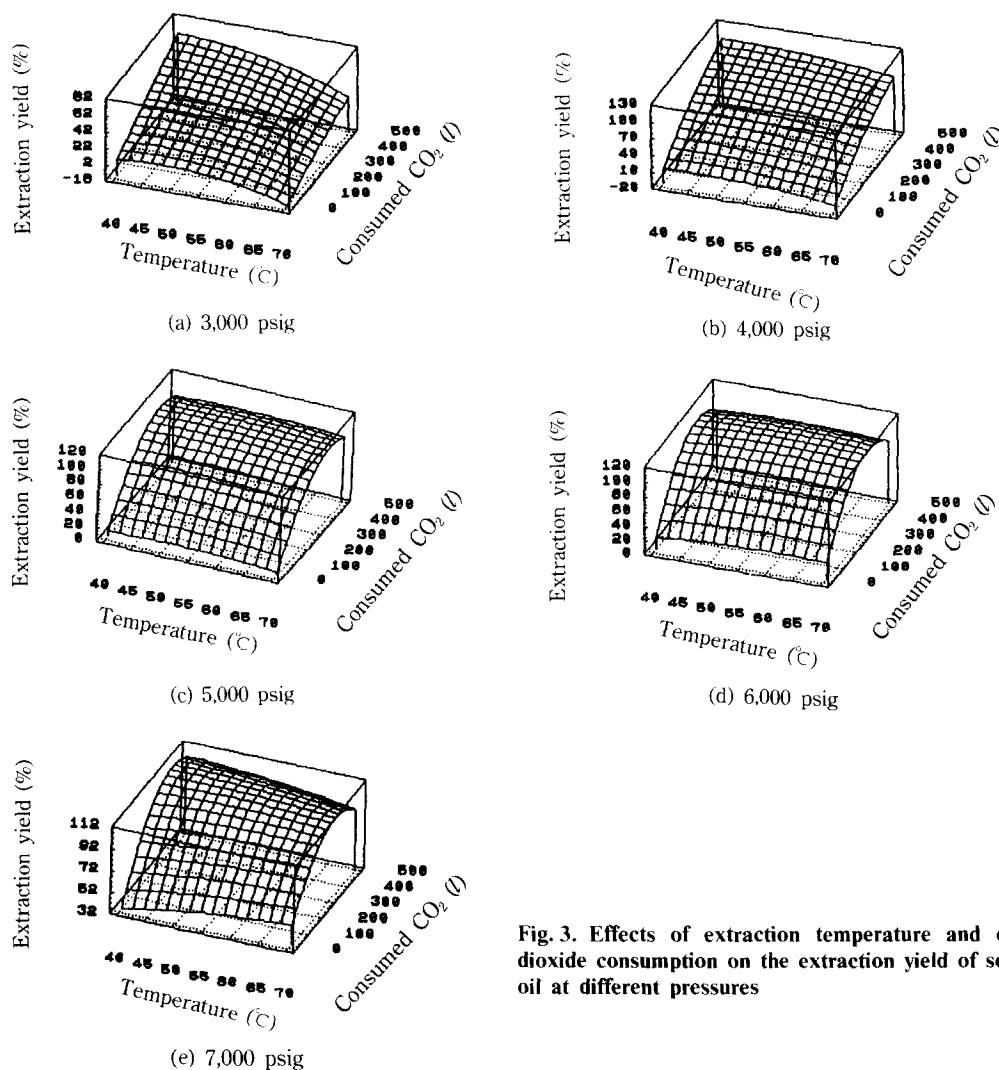 Extraction yield (%)
82
62
42
22
2
-18
40 45 50 55 60 65 70
Temperature (℃)
0 100 200 300 400 500
Consumed CO₂ (l)
(a) 3,000 psig
Extraction yield (%)
130
100
70
40
10
-20
40 45 50 55 60 65 70
Temperature (℃)
0 100 200 300 400 500
Consumed CO₂ (l)
(b) 4,000 psig
Extraction yield (%)
120
100
80
60
40
20
0
40 45 50 55 60 65 70
Temperature (℃)
0 100 200 300 400 500
Consumed CO₂ (l)
(c) 5,000 psig
Extraction yield (%)
120
100
80
60
40
20
0
40 45 50 55 60 65 70
Temperature (℃)
0 100 200 300 400 500
Consumed CO₂ (l)
(d) 6,000 psig
Extraction yield (%)
112
92
72
52
32
40 45 50 55 60 65 70
Temperature (℃)
0 100 200 300 400 500
Consumed CO₂ (l)
(e) 7,000 psig
Fig. 3. Effects of extraction temperature and
dioxide consumption on the extraction yield of
oil at different pressures